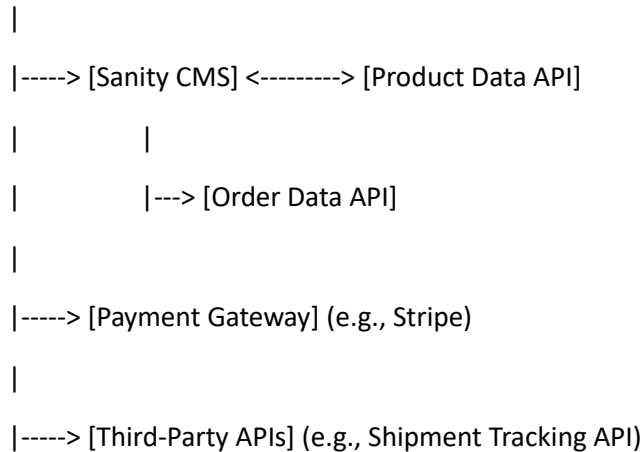 |
|-----> [Sanity CMS] <---------> [Product Data API]
| |
| |---> [Order Data API]
|
|-----> [Payment Gateway] (e.g., Stripe)
|
|-----> [Third-Party APIs] (e.g., Shipment Tracking API)